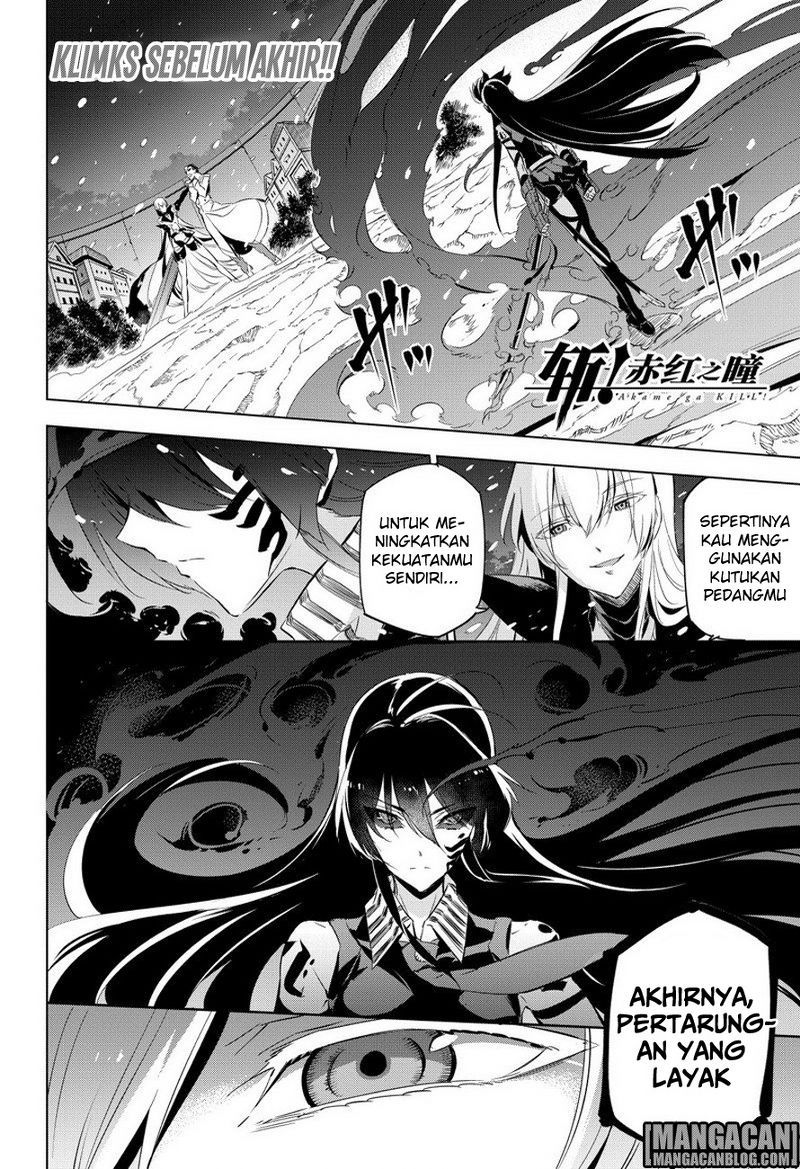 KLIMKS SEBELUM AKHIR!!
斬!赤红之瞳
Akame ga KILL!
SEPERTINYA
KAU MENG-
GUNAKAN
KUTUKAN
PEDANGMU
UNTUK ME-
NINGKATKAN
KEKUATANMU
SENDIRI...
AKHIRNYA,
PERTARUNG-
AN YANG
LAYAK
[MANGACAN]
MANGACANBLOG.COM